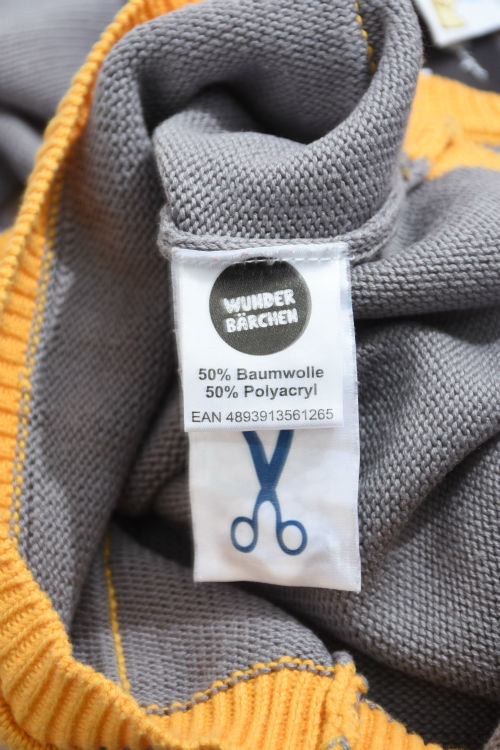 WUNDER
BÄRCHEN
50% Baumwolle
50% Polyacryl
EAN 4893913561265